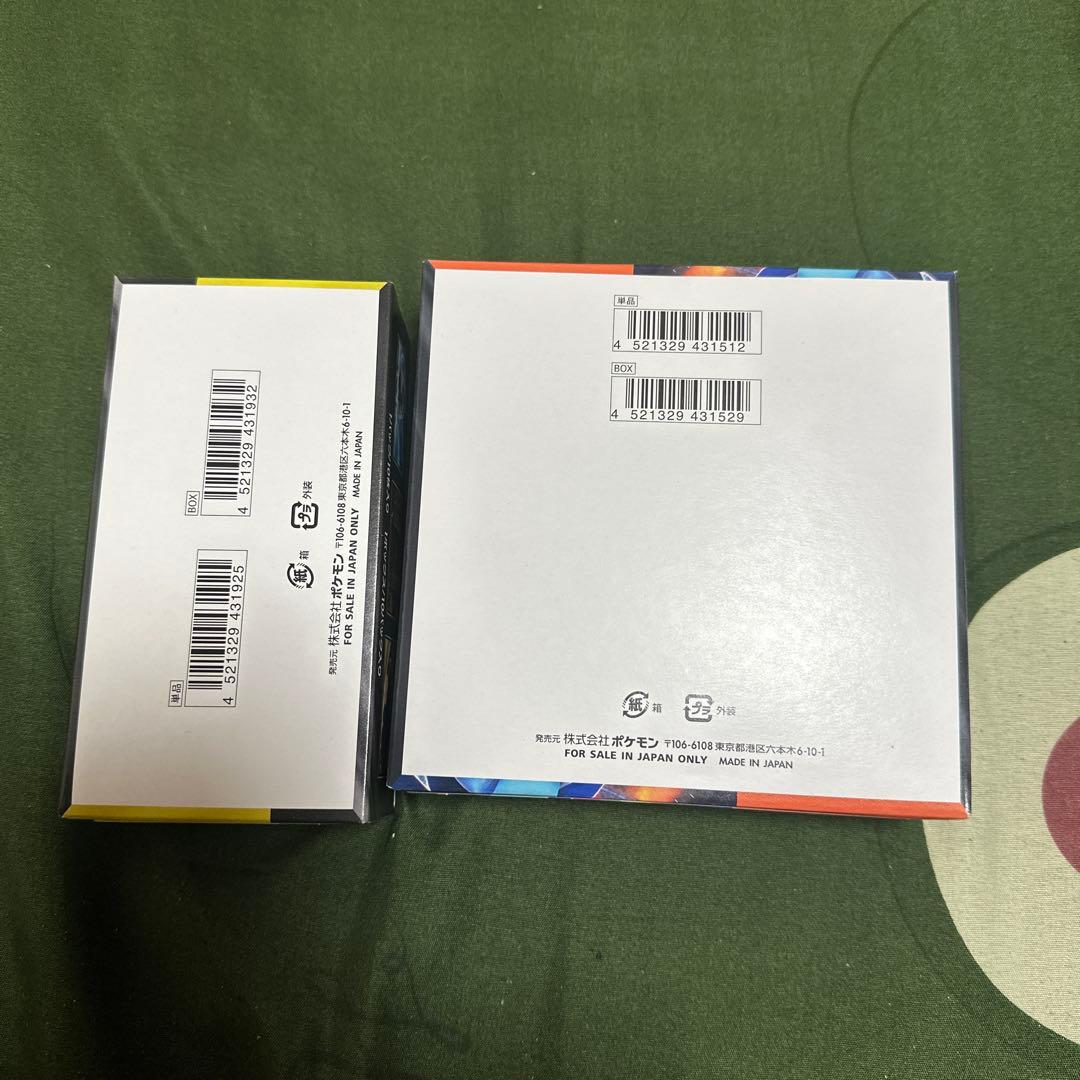 単品
4 521329 431925
BOX
4 521329 431932
紙 箱
プラ 外装
発売元 株式会社ポケモン 〒106-6108 東京都港区六本木6-10-1
FOR SALE IN JAPAN ONLY MADE IN JAPAN
単品
4 521329 431512
BOX
4 521329 431529
紙 箱 プラ 外装
発売元 株式会社ポケモン 〒106-6108 東京都港区六本木6-10-1
FOR SALE IN JAPAN ONLY MADE IN JAPAN